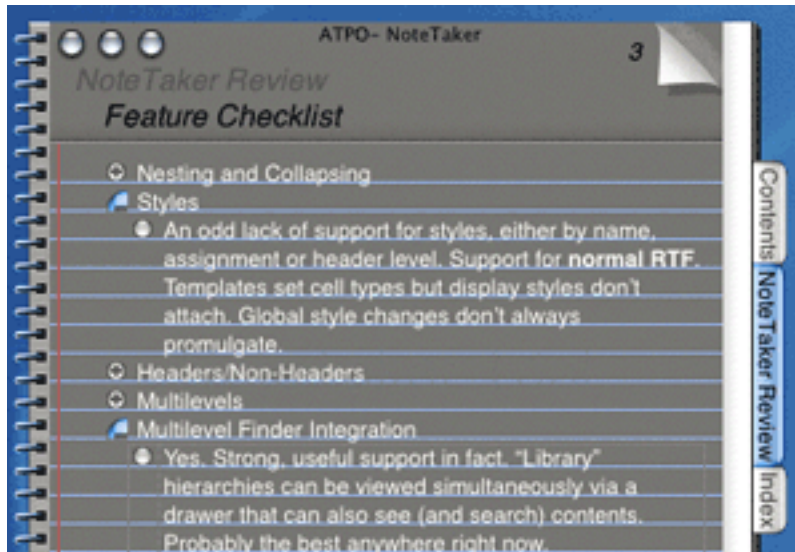 ATPO- NoteTaker
3
NoteTaker Review
Feature Checklist
Nesting and Collapsing
Styles
An odd lack of support for styles, either by name,
assignment or header level. Support for normal RTF.
Templates set cell types but display styles don't
attach. Global style changes don't always
promulgate.
Headers/Non-Headers
Multilevels
Multilevel Finder Integration
Yes. Strong, useful support in fact. “Library”
hierarchies can be viewed simultaneously via a
drawer that can also see (and search) contents.
Probably the best anywhere right now.
Contents
NoteTaker Review
Index